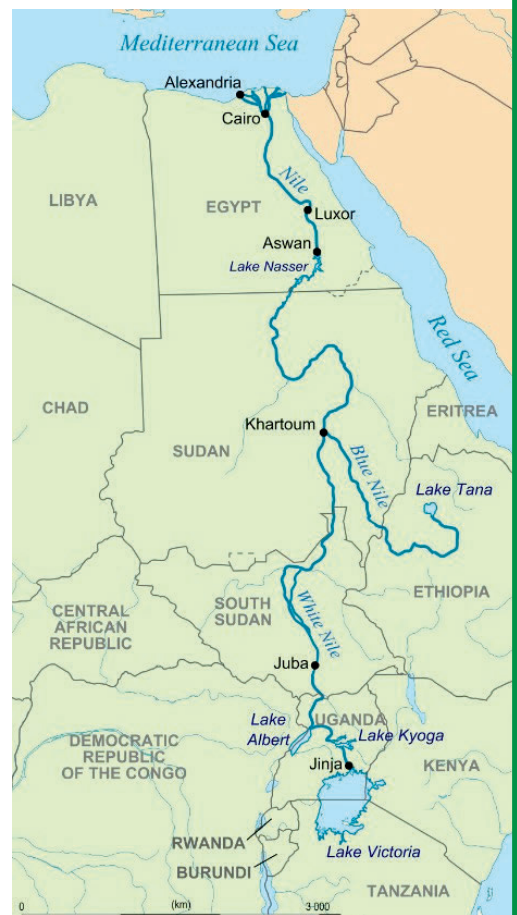 Mediterranean Sea
Alexandria
Cairo
Nile
LIBYA
EGYPT
Luxor
Aswan
Lake Nasser
Red Sea
CHAD
ERITREA
Khartoum
SUDAN
Blue Nile
Lake Tana
ETHIOPIA
CENTRAL
AFRICAN
REPUBLIC
SOUTH
SUDAN
White Nile
Juba
Lake
Albert
UGANDA
Lake Kyoga
DEMOCRATIC
REPUBLIC
OF THE CONGO
Jinja
KENYA
RWANDA
BURUNDI
Lake Victoria
TANZANIA
0 (km) 3 000